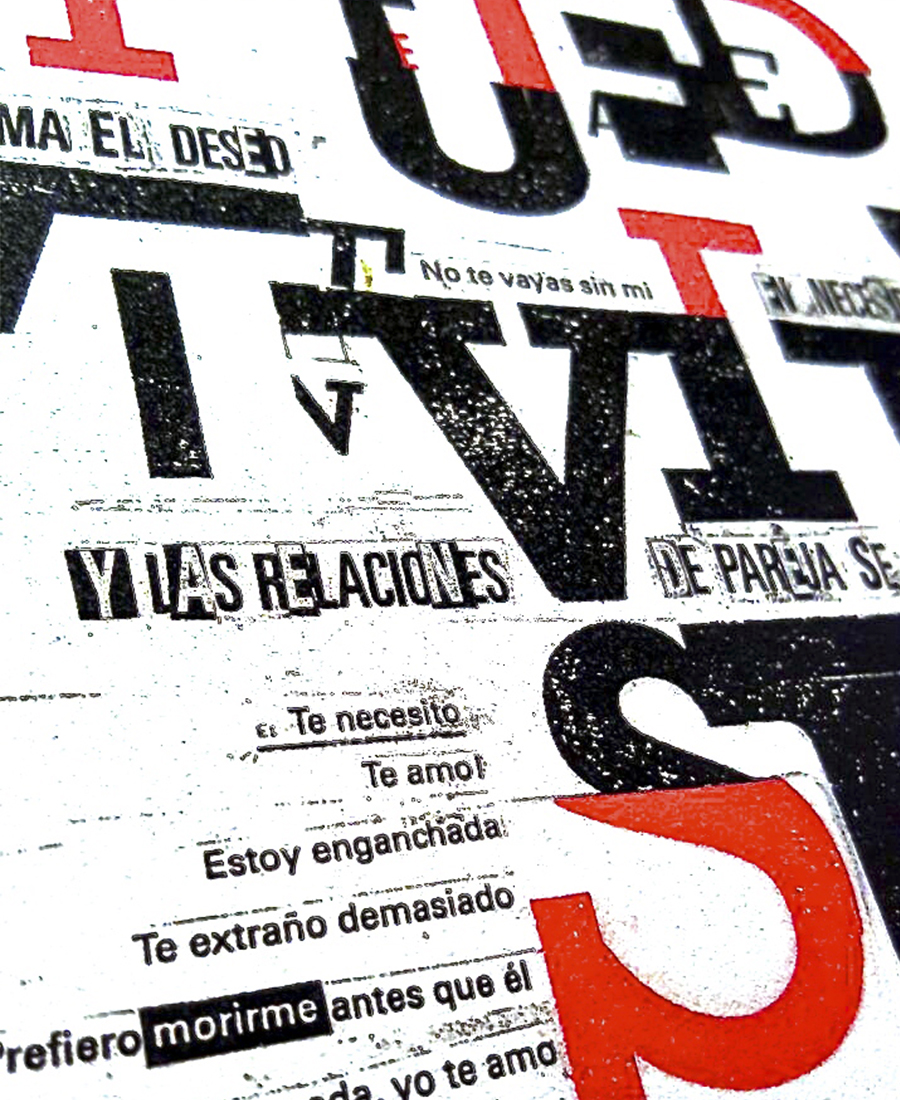 MA EL DESEO
No te vayas sin mi
Y LAS RELACIONES
DE PAREJA SE
Te necesito
Te amo!
Estoy enganchada
Te extraño demasiado
Prefiero morirme antes que él
ada, yo te amo